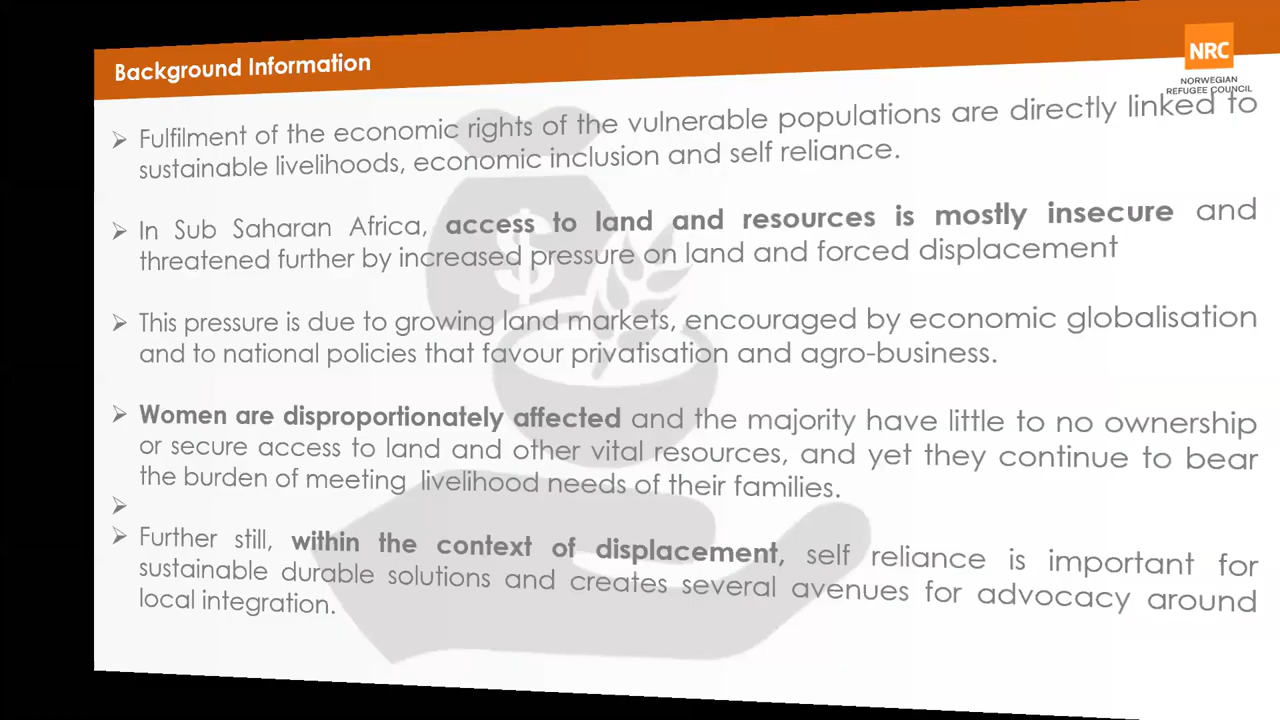 Background Information
NRC
NORWEGIAN
REFUGEE COUNCIL
➢ Fulfilment of the economic rights of the vulnerable populations are directly linked to
sustainable livelihoods, economic inclusion and self reliance.
➢ In Sub Saharan Africa, access to land and resources is mostly insecure and
threatened further by increased pressure on land and forced displacement
➢ This pressure is due to growing land markets, encouraged by economic globalisation
and to national policies that favour privatisation and agro-business.
➢ Women are disproportionately affected and the majority have little to no ownership
or secure access to land and other vital resources, and yet they continue to bear
the burden of meeting livelihood needs of their families.
➢
➢ Further still, within the context of displacement, self reliance is important for
sustainable durable solutions and creates several avenues for advocacy around
local integration.
$